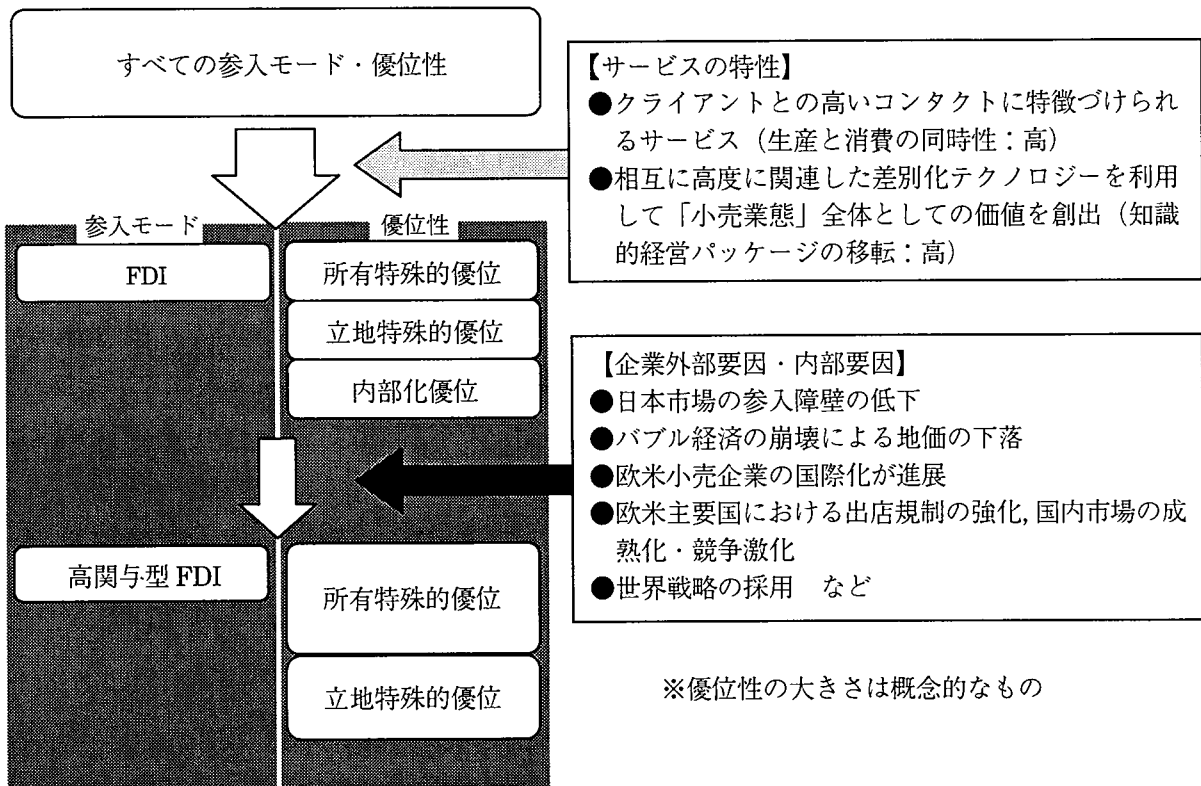 すべての参入モード・優位性
【サービスの特性】
●クライアントとの高いコンタクトに特徴づけられ
るサービス（生産と消費の同時性：高）
●相互に高度に関連した差別化テクノロジーを利用
して「小売業態」全体としての価値を創出（知識
的経営パッケージの移転：高）
参入モード
優位性
FDI
所有特殊的優位
立地特殊的優位
内部化優位
【企業外部要因・内部要因】
●日本市場の参入障壁の低下
●バブル経済の崩壊による地価の下落
●欧米小売企業の国際化が進展
●欧米主要国における出店規制の強化, 国内市場の成
熟化・競争激化
●世界戦略の採用　など
高関与型 FDI
所有特殊的優位
立地特殊的優位
※優位性の大きさは概念的なもの